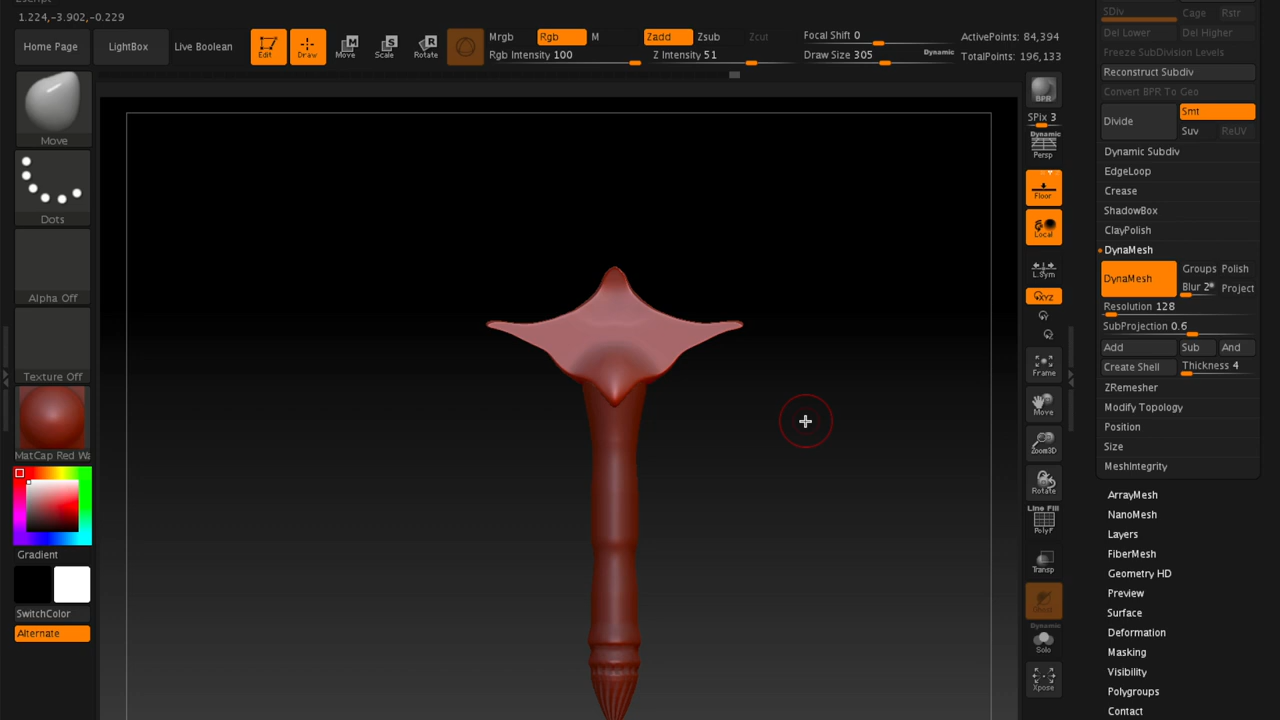 1.224,-3.902,-0.229
Home Page
LightBox
Live Boolean
Edit
Draw
Move
Scale
Rotate
Mrgb
Rgb
M
Rgb Intensity 100
Zadd
Zsub
Zcut
Z Intensity 51
Focal Shift 0
Draw Size 305
Dynamic
ActivePoints: 84,394
TotalPoints: 196,133
Move
Dots
Alpha Off
Texture Off
MatCap Red Wa
Gradient
SwitchColor
Alternate
BPR
SPix 3
Dynamic
Persp
Floor
Local
L.Sym
XYZ
Frame
Move
Zoom3D
Rotate
Line Fill
PolyF
Transp
Ghost
Dynamic
Solo
Xpose
SDiv
Cage
Rstr
Del Lower
Del Higher
Freeze SubDivision Levels
Reconstruct Subdiv
Convert BPR To Geo
Divide
Smt
Suv
ReUV
Dynamic Subdiv
EdgeLoop
Crease
ShadowBox
ClayPolish
DynaMesh
DynaMesh
Groups
Polish
Blur 2
Project
Resolution 128
SubProjection 0.6
Add
Sub
And
Create Shell
Thickness 4
ZRemesher
Modify Topology
Position
Size
MeshIntegrity
ArrayMesh
NanoMesh
Layers
FiberMesh
Geometry HD
Preview
Surface
Deformation
Masking
Visibility
Polygroups
Contact